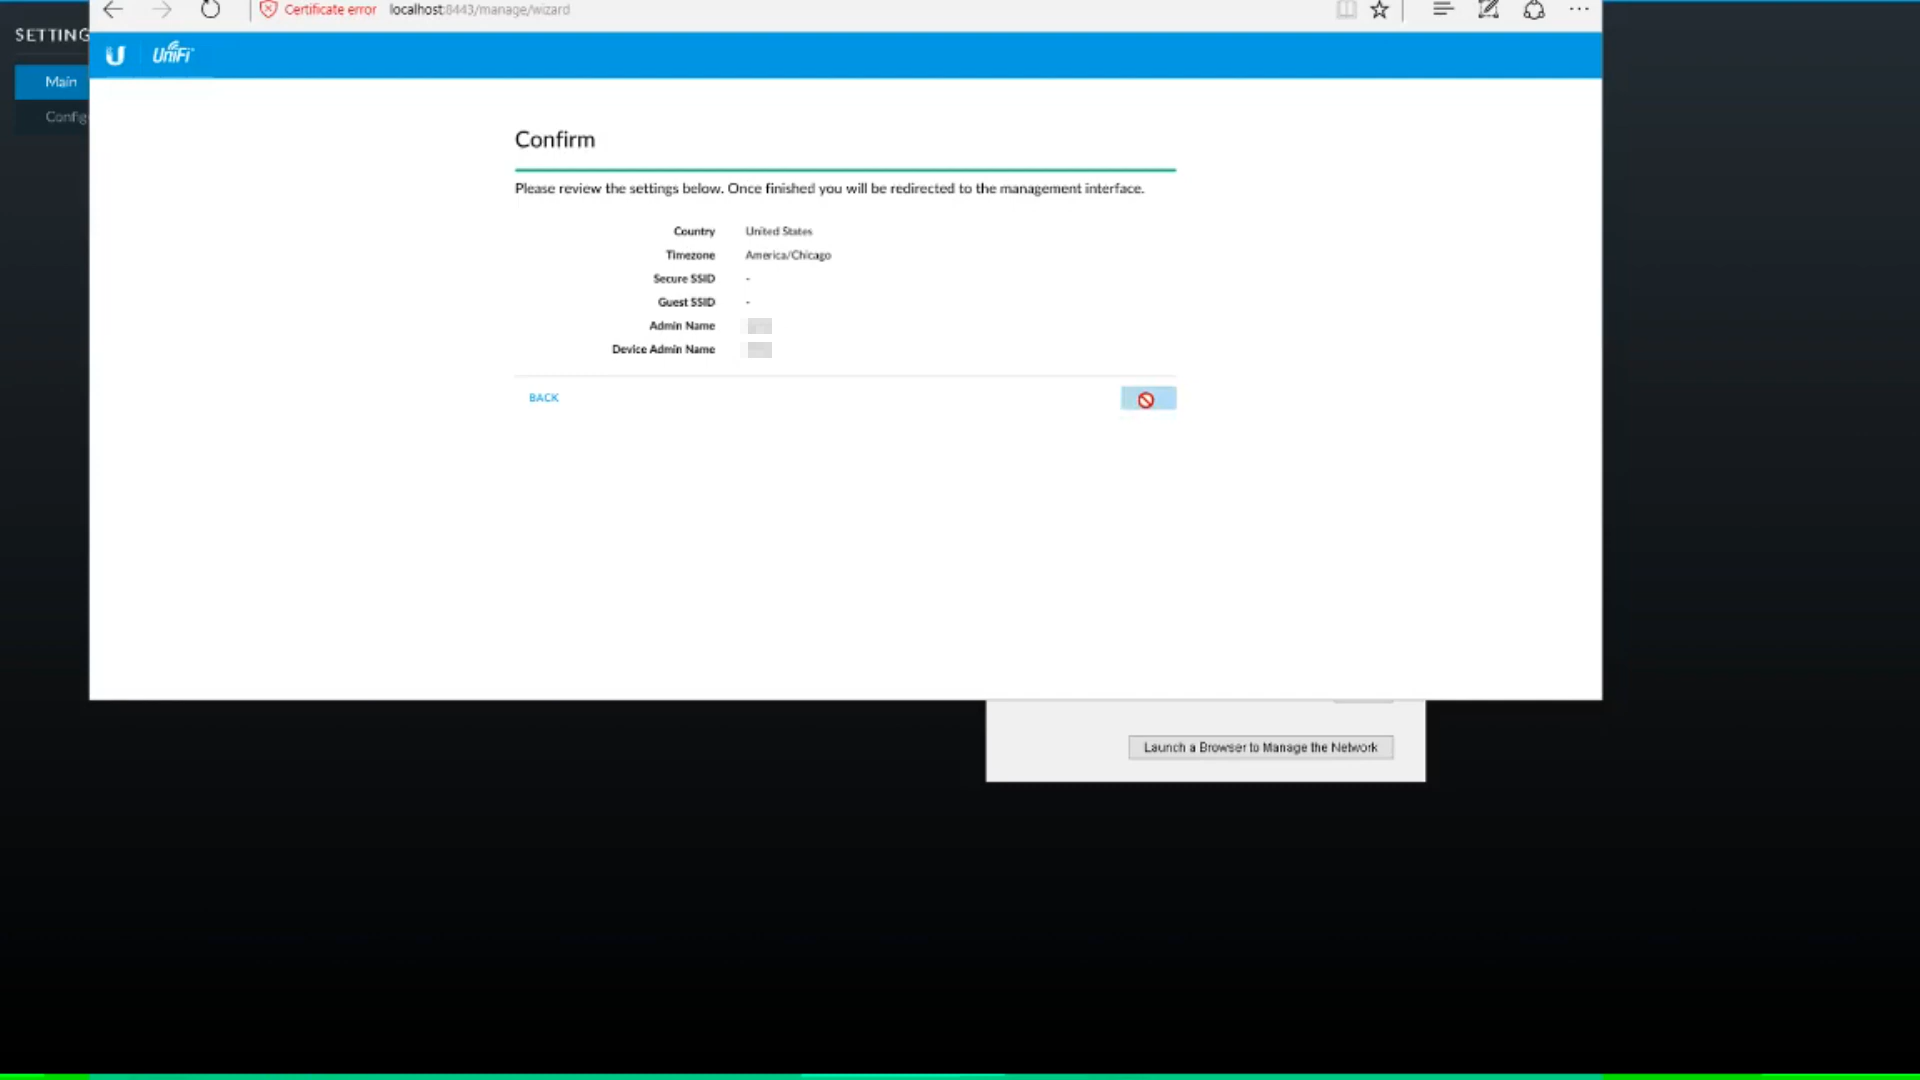 Certificate error localhost:8443/manage/wizard
SETTING
UniFi
Main
Config
Confirm
Please review the settings below. Once finished you will be redirected to the management interface.
Country United States
Timezone America/Chicago
Secure SSID -
Guest SSID -
Admin Name
Device Admin Name
BACK
Launch a Browser to Manage the Network